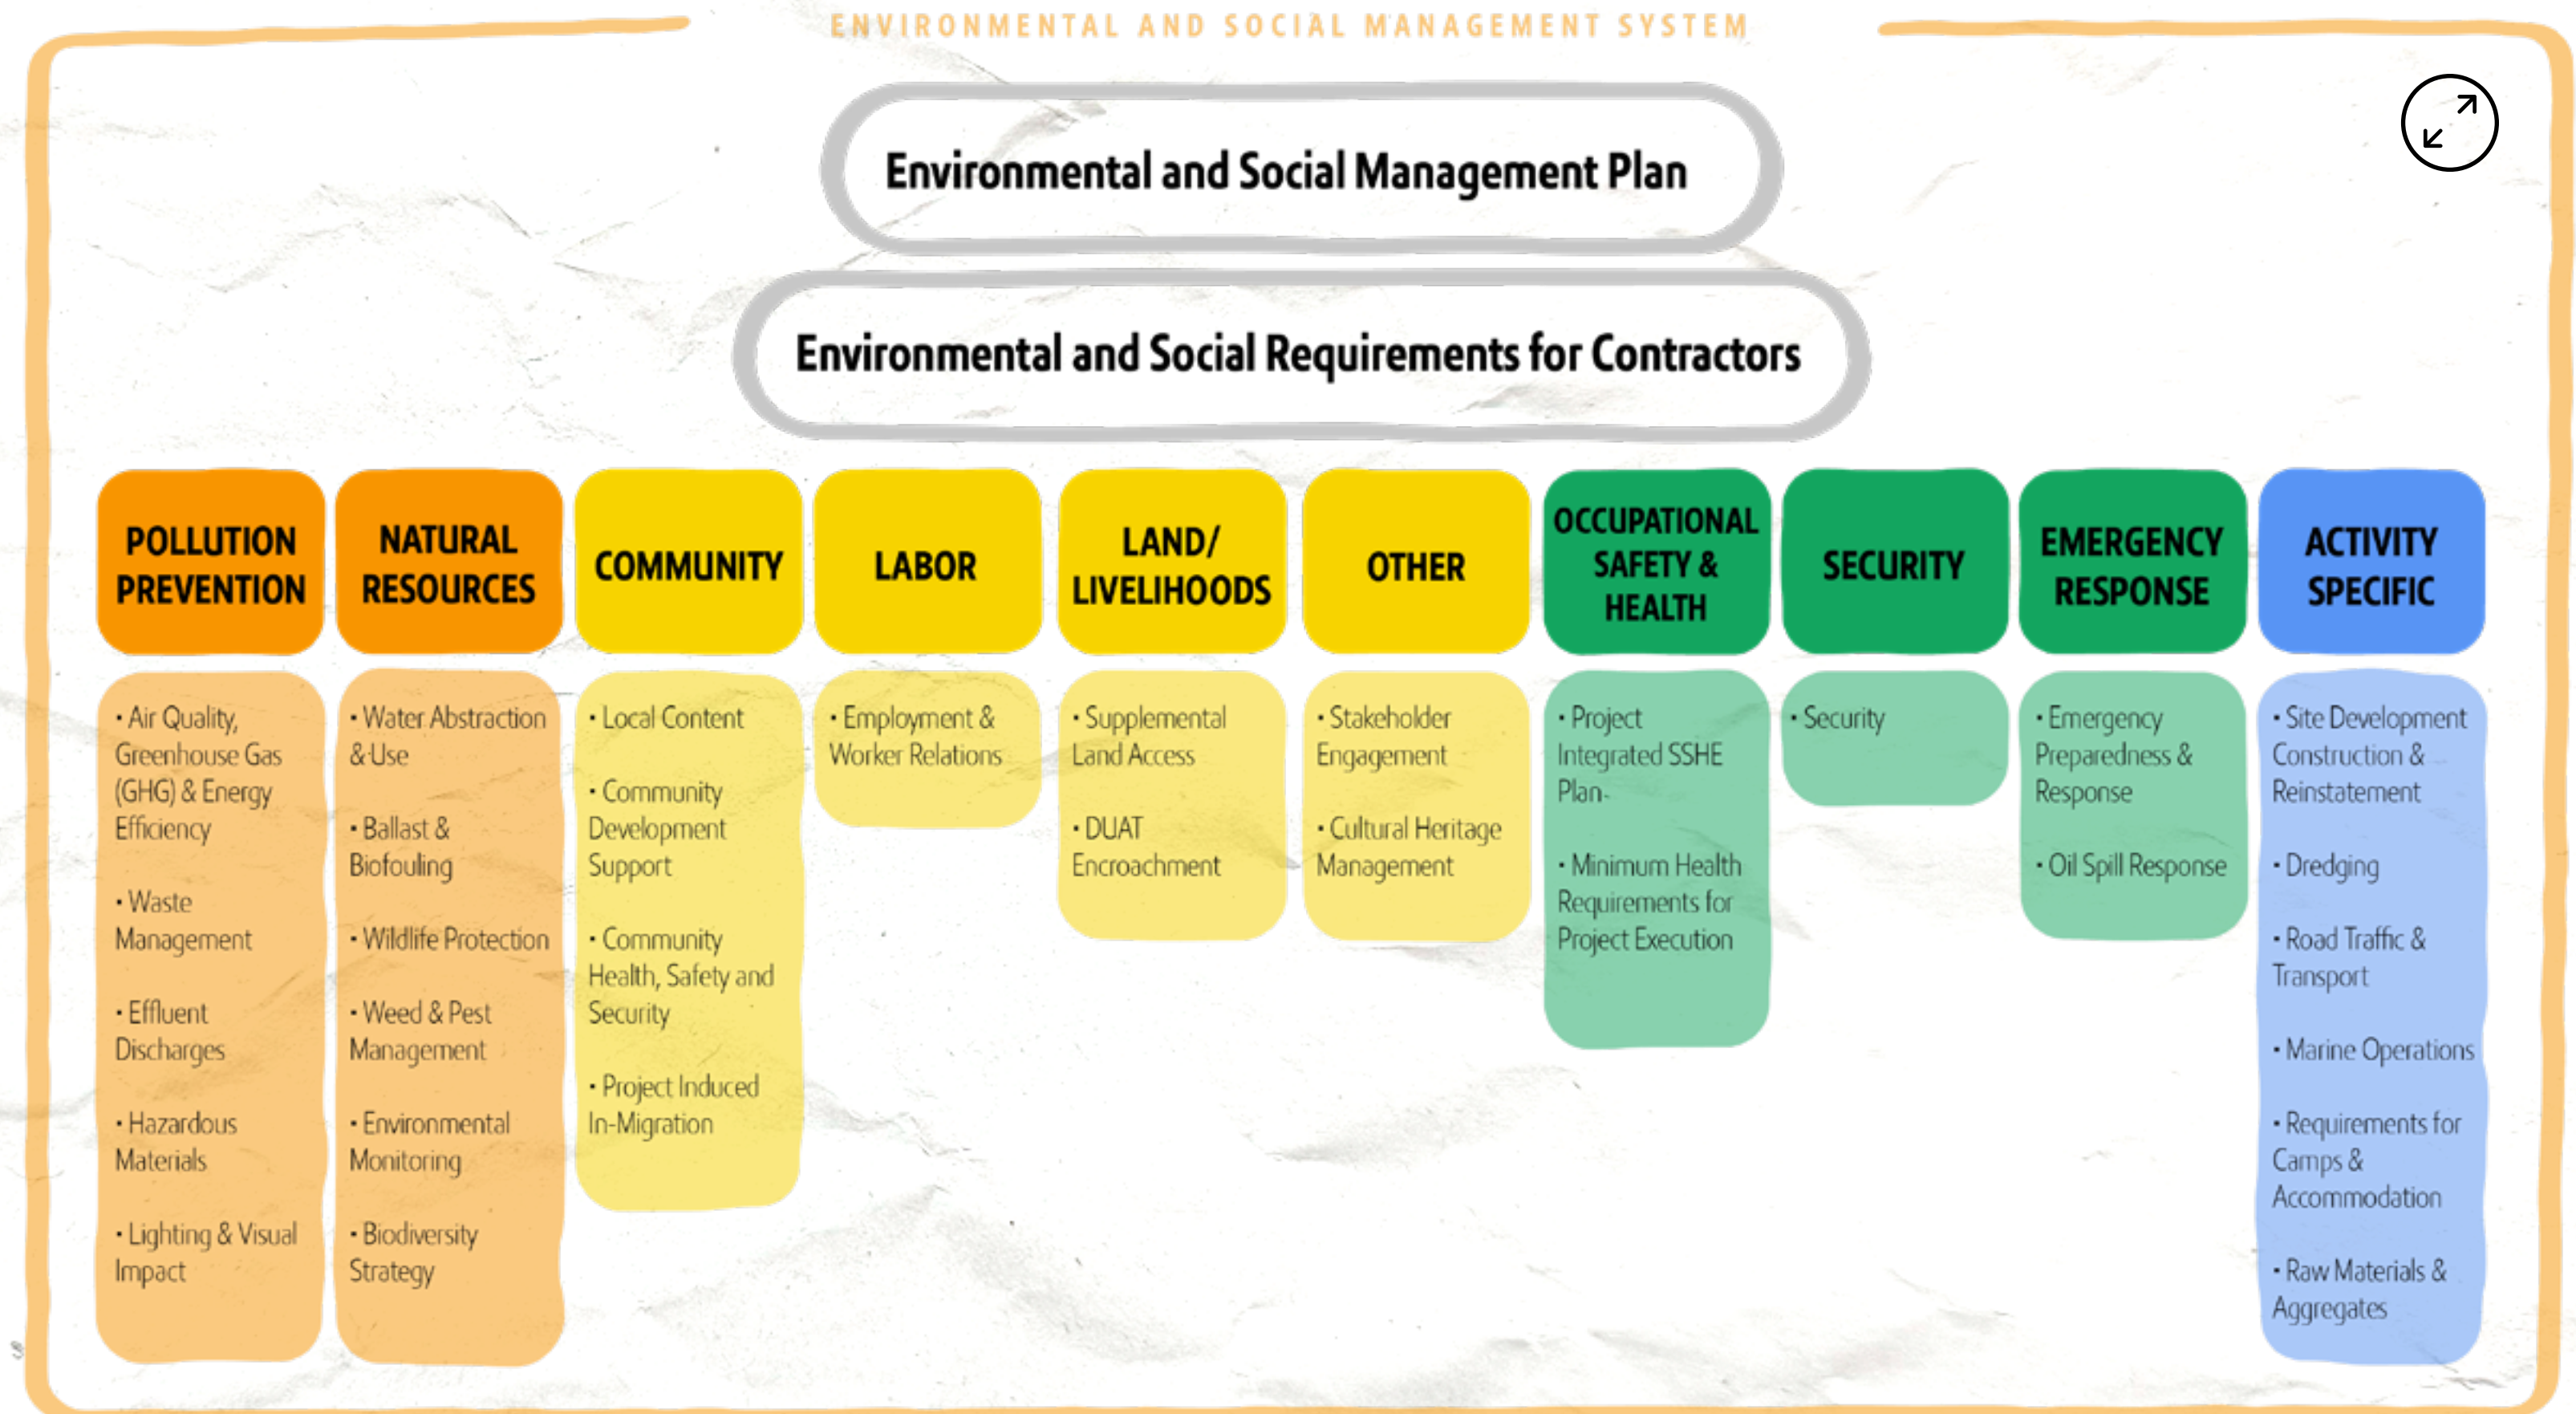 ENVIRONMENTAL AND SOCIAL MANAGEMENT SYSTEM
Environmental and Social Management Plan
Environmental and Social Requirements for Contractors
POLLUTION
PREVENTION
• Air Quality,
Greenhouse Gas
(GHG) & Energy
Efficiency
• Waste
Management
• Effluent
Discharges
• Hazardous
Materials
• Lighting & Visual
Impact
NATURAL
RESOURCES
• Water Abstraction
& Use
• Ballast &
Biofouling
• Wildlife Protection
• Weed & Pest
Management
• Environmental
Monitoring
• Biodiversity
Strategy
COMMUNITY
• Local Content
• Community
Development
Support
• Community
Health, Safety and
Security
• Project Induced
In-Migration
LABOR
• Employment &
Worker Relations
LAND/
LIVELIHOODS
• Supplemental
Land Access
• DUAT
Encroachment
OTHER
• Stakeholder
Engagement
• Cultural Heritage
Management
OCCUPATIONAL
SAFETY &
HEALTH
• Project
Integrated SSHE
Plan
• Minimum Health
Requirements for
Project Execution
SECURITY
• Security
EMERGENCY
RESPONSE
• Emergency
Preparedness &
Response
• Oil Spill Response
ACTIVITY
SPECIFIC
• Site Development
Construction &
Reinstatement
• Dredging
• Road Traffic &
Transport
• Marine Operations
• Requirements for
Camps &
Accommodation
• Raw Materials &
Aggregates